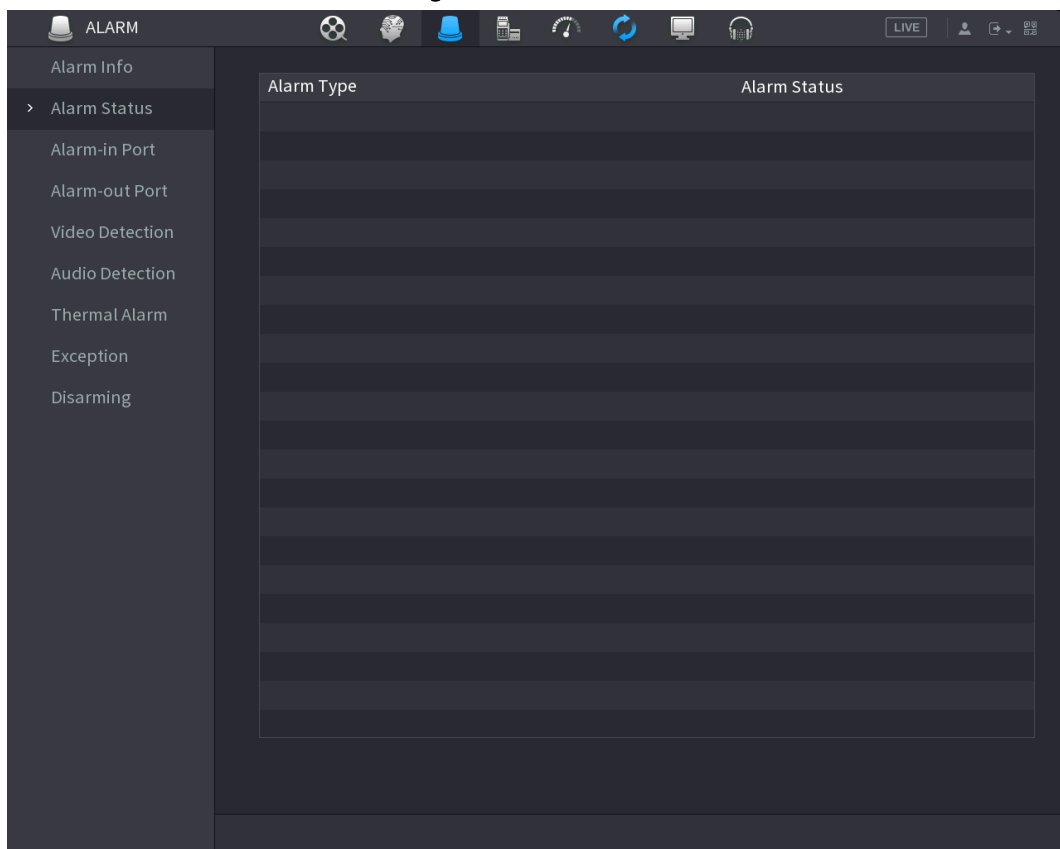 ALARM
LIVE
Alarm Info
Alarm Status
Alarm-in Port
Alarm-out Port
Video Detection
Audio Detection
Thermal Alarm
Exception
Disarming
Alarm Type Alarm Status